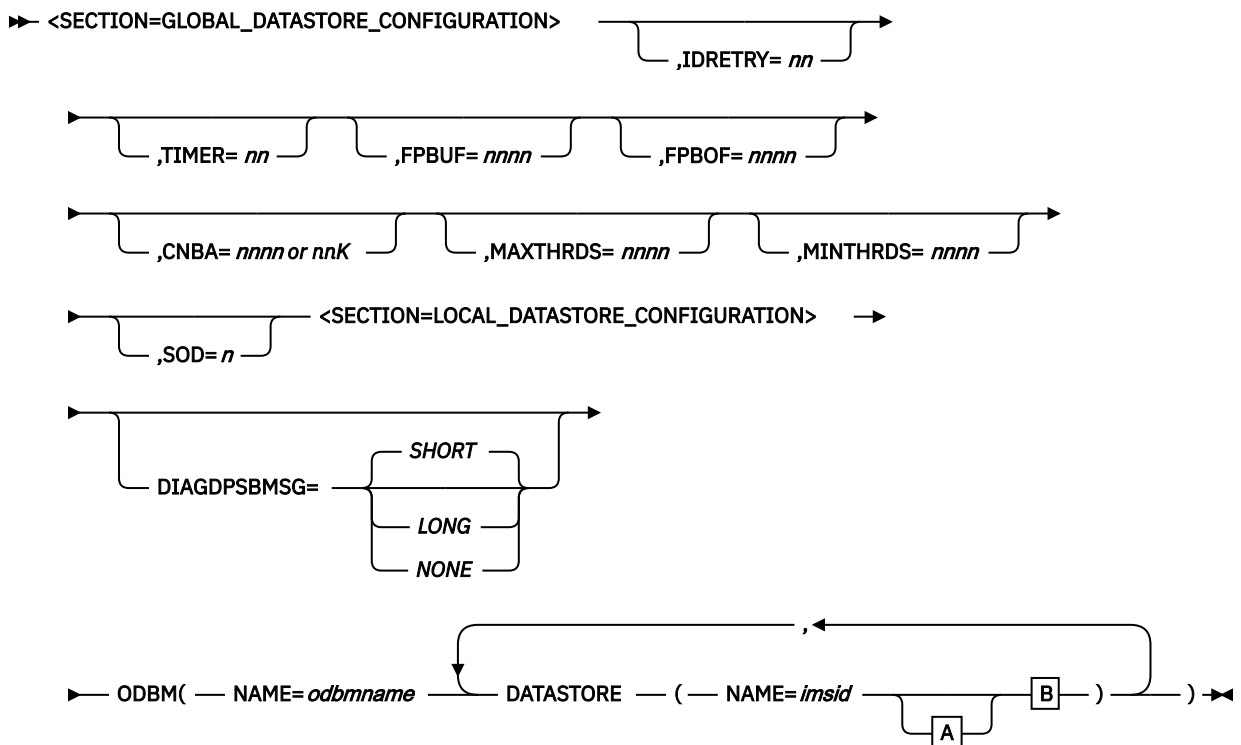 <SECTION=GLOBAL_DATASTORE_CONFIGURATION>
,IDRETRY= nn
,TIMER= nn ,FPBUF= nnnn ,FPBOF= nnnn
,CNBA= nnnn or nnK ,MAXTHRDS= nnnn ,MINTHRDS= nnnn
<SECTION=LOCAL_DATASTORE_CONFIGURATION>
,SOD= n
SHORT
DIAGDPSBMSG=
LONG
NONE
,
ODBM( NAME= odbmname DATASTORE ( NAME= imsid B ) )
A